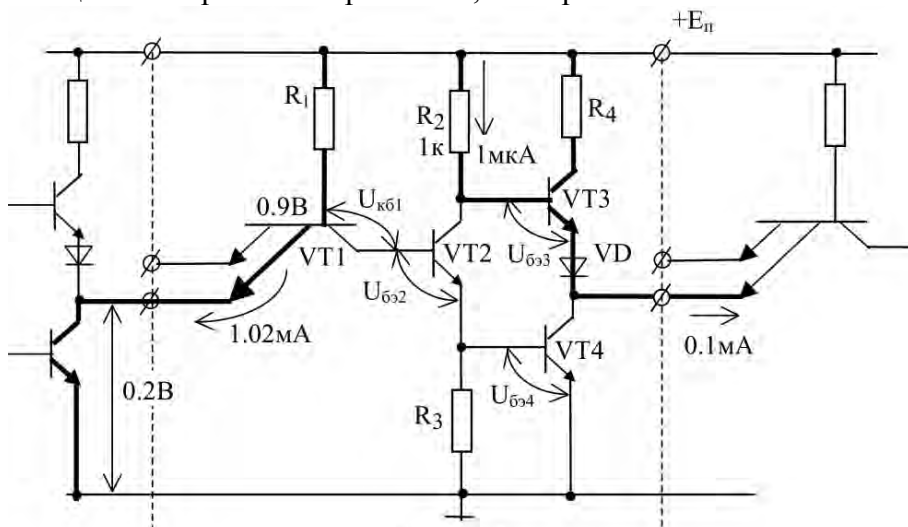 +Eп
R1
R2
1к
1мкА
R4
Uкб1
0.9В
VT3
VT1
VT2
Uбэ3
VD
Uбэ2
1.02мА
VT4
0.1мА
0.2В
Uбэ4
R3